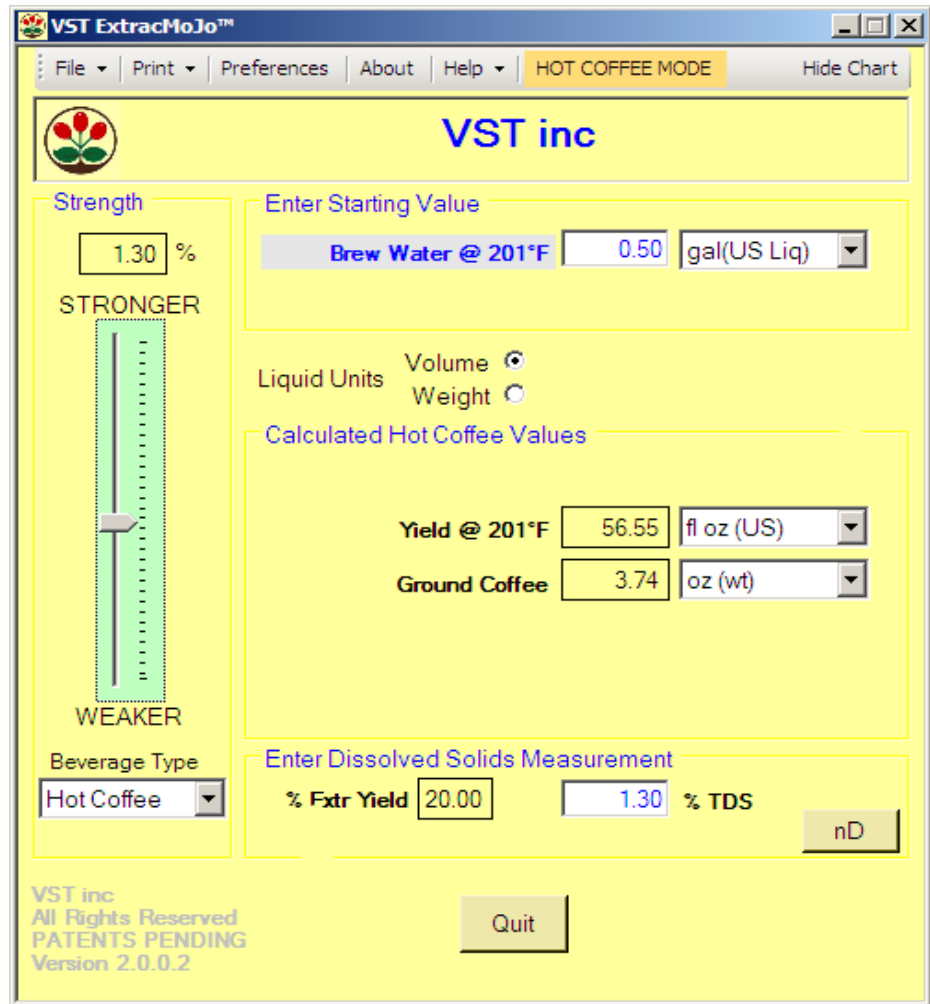 VST ExtracMoJo™
File Print Preferences About Help HOT COFFEE MODE Hide Chart
VST inc
Strength
1.30 %
STRONGER
WEAKER
Beverage Type
Hot Coffee
Enter Starting Value
Brew Water @ 201°F 0.50 gal(US Liq)
Liquid Units
Volume
Weight
Calculated Hot Coffee Values
Yield @ 201°F 56.55 fl oz (US)
Ground Coffee 3.74 oz (wt)
Enter Dissolved Solids Measurement
% Extr Yield 20.00 1.30 % TDS
nD
VST inc
All Rights Reserved
PATENTS PENDING
Version 2.0.0.2
Quit